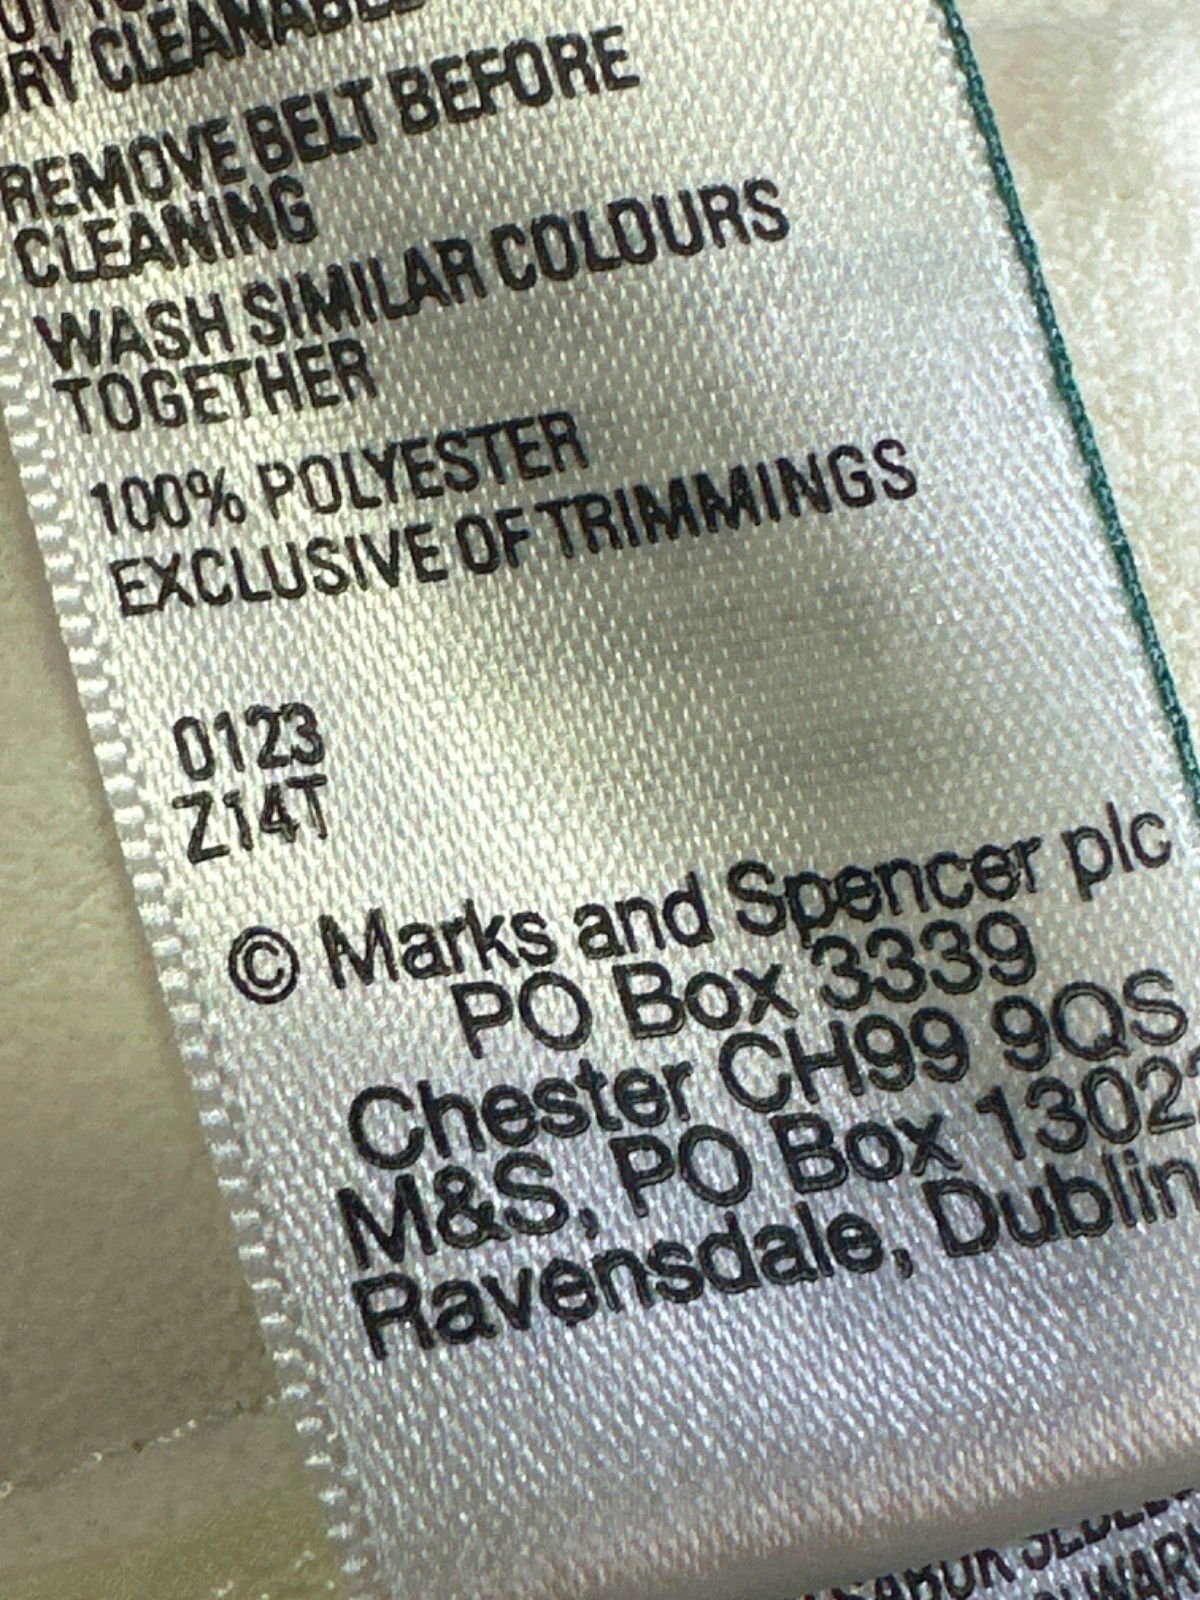 DRY CLEANABLE
REMOVE BELT BEFORE
CLEANING
WASH SIMILAR COLOURS
TOGETHER
100% POLYESTER
EXCLUSIVE OF TRIMMINGS
0123
Z14T
© Marks and Spencer plc
PO Box 3339
Chester CH99 9QS
M&S, PO Box 1302
Ravensdale, Dublin